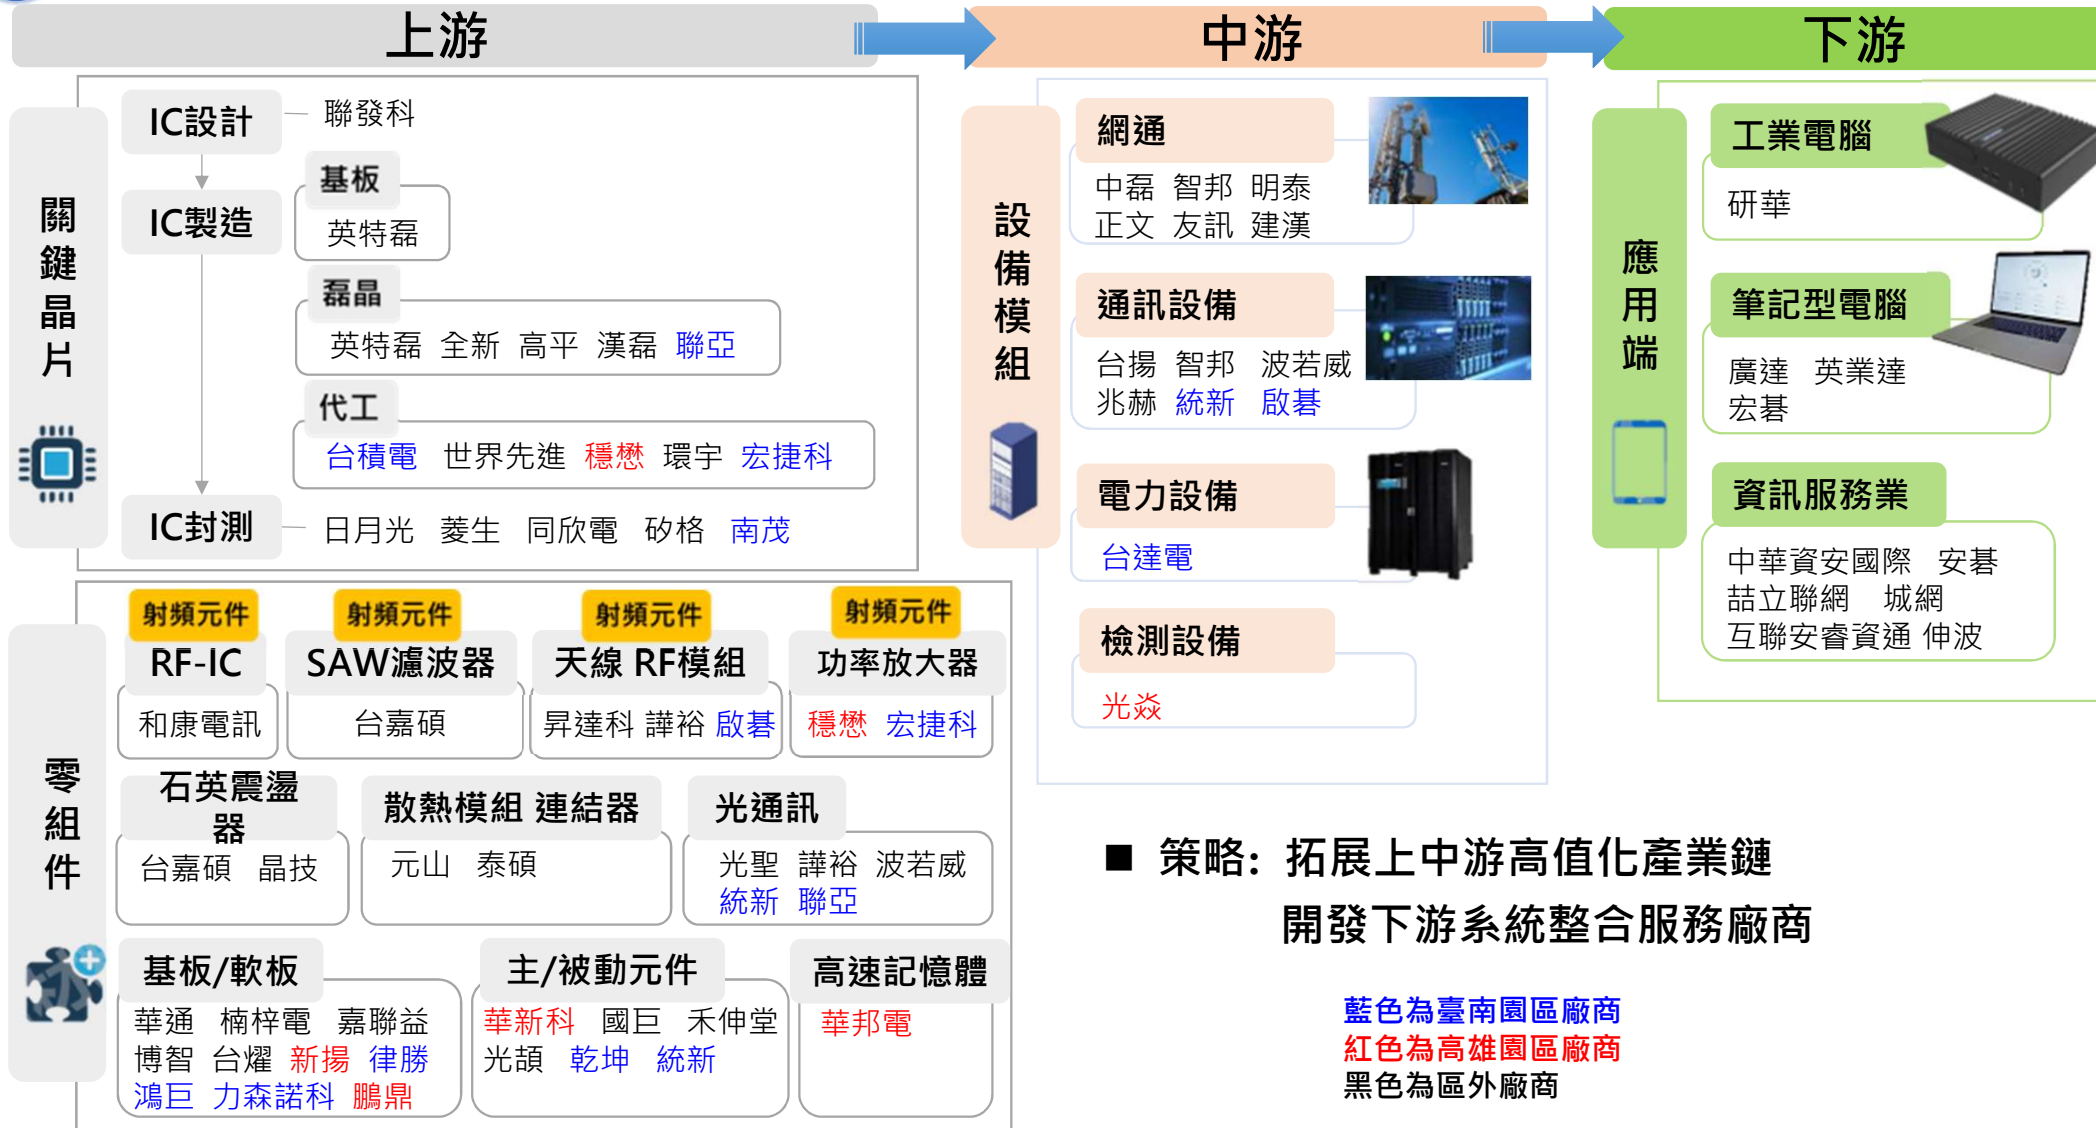 上游
中游
下游
關鍵晶片
IC設計
聯發科
IC製造
基板
英特磊
磊晶
英特磊 全新 高平 漢磊 聯亞
代工
台積電 世界先進 穩懋 環宇 宏捷科
IC封測
日月光 菱生 同欣電 矽格 南茂
零組件
射頻元件
RF-IC
和康電訊
射頻元件
SAW濾波器
台嘉碩
射頻元件
天線 RF模組
昇達科 譁裕 啟碁
射頻元件
功率放大器
穩懋 宏捷科
石英震盪
器
台嘉碩 晶技
散熱模組 連結器
元山 泰碩
光通訊
光聖 譁裕 波若威
統新 聯亞
基板/軟板
華通 楠梓電 嘉聯益
博智 台燿 新揚 律勝
鴻巨 力森諾科 鵬鼎
主/被動元件
華新科 國巨 禾伸堂
光頡 乾坤 統新
高速記憶體
華邦電
設備模組
網通
中磊 智邦 明泰
正文 友訊 建漢
通訊設備
台揚 智邦 波若威
兆赫 統新 啟碁
電力設備
台達電
檢測設備
光焱
應用端
工業電腦
研華
筆記型電腦
廣達 英業達
宏碁
資訊服務業
中華資安國際 安碁
喆立聯網 城網
互聯安睿資通 伸波
■ 策略: 拓展上中游高值化產業鏈
開發下游系統整合服務廠商
藍色為臺南園區廠商
紅色為高雄園區廠商
黑色為區外廠商